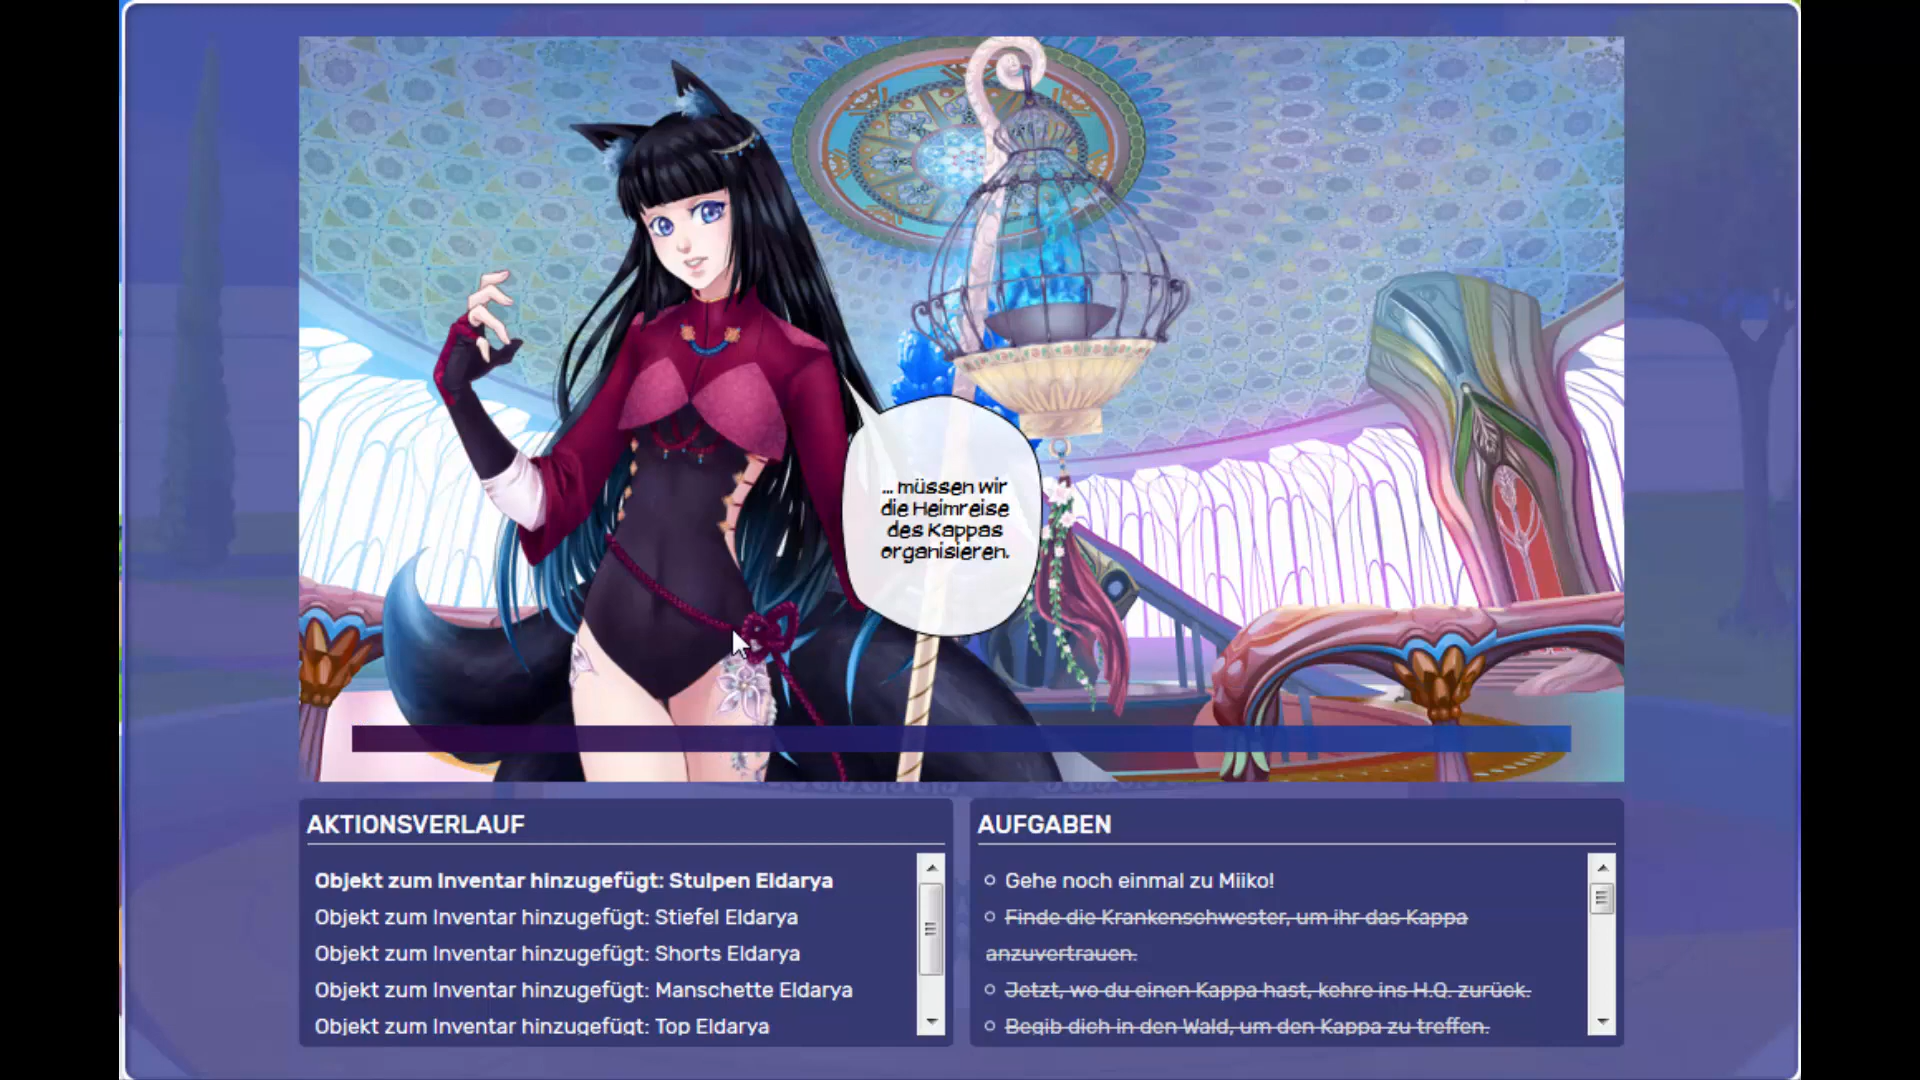 ... müssen wir
die Heimreise
des Kappas
organisieren.
AKTIONSVERLAUF
Objekt zum Inventar hinzugefügt: Stulpen Eldarya
Objekt zum Inventar hinzugefügt: Stiefel Eldarya
Objekt zum Inventar hinzugefügt: Shorts Eldarya
Objekt zum Inventar hinzugefügt: Manschette Eldarya
Objekt zum Inventar hinzugefügt: Top Eldarya
AUFGABEN
Gehe noch einmal zu Miiko!
Finde die Krankenschwester, um ihr das Kappa
anzuvertrauen.
Jetzt, wo du einen Kappa hast, kehre ins H.Q. zurück.
Begib dich in den Wald, um den Kappa zu treffen.